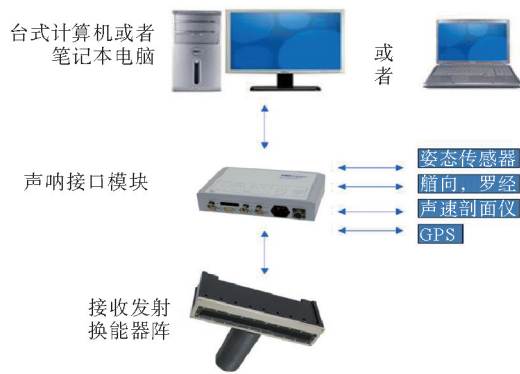 台式计算机或者
笔记本电脑
或
者
声呐接口模块
姿态传感器
艏向，罗经
声速剖面仪
GPS
接收发射
换能器阵